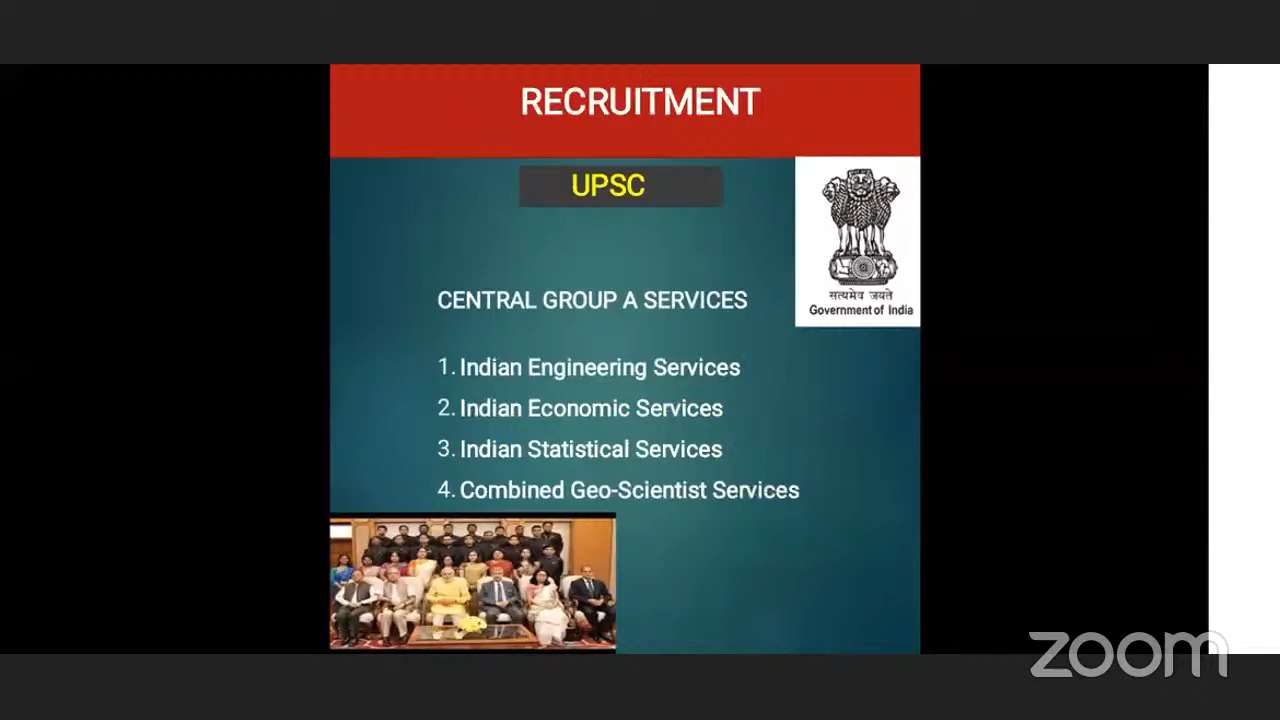 RECRUITMENT
UPSC
सत्यमेव जयते
Government of India
CENTRAL GROUP A SERVICES
1. Indian Engineering Services
2. Indian Economic Services
3. Indian Statistical Services
4. Combined Geo-Scientist Services
zoom